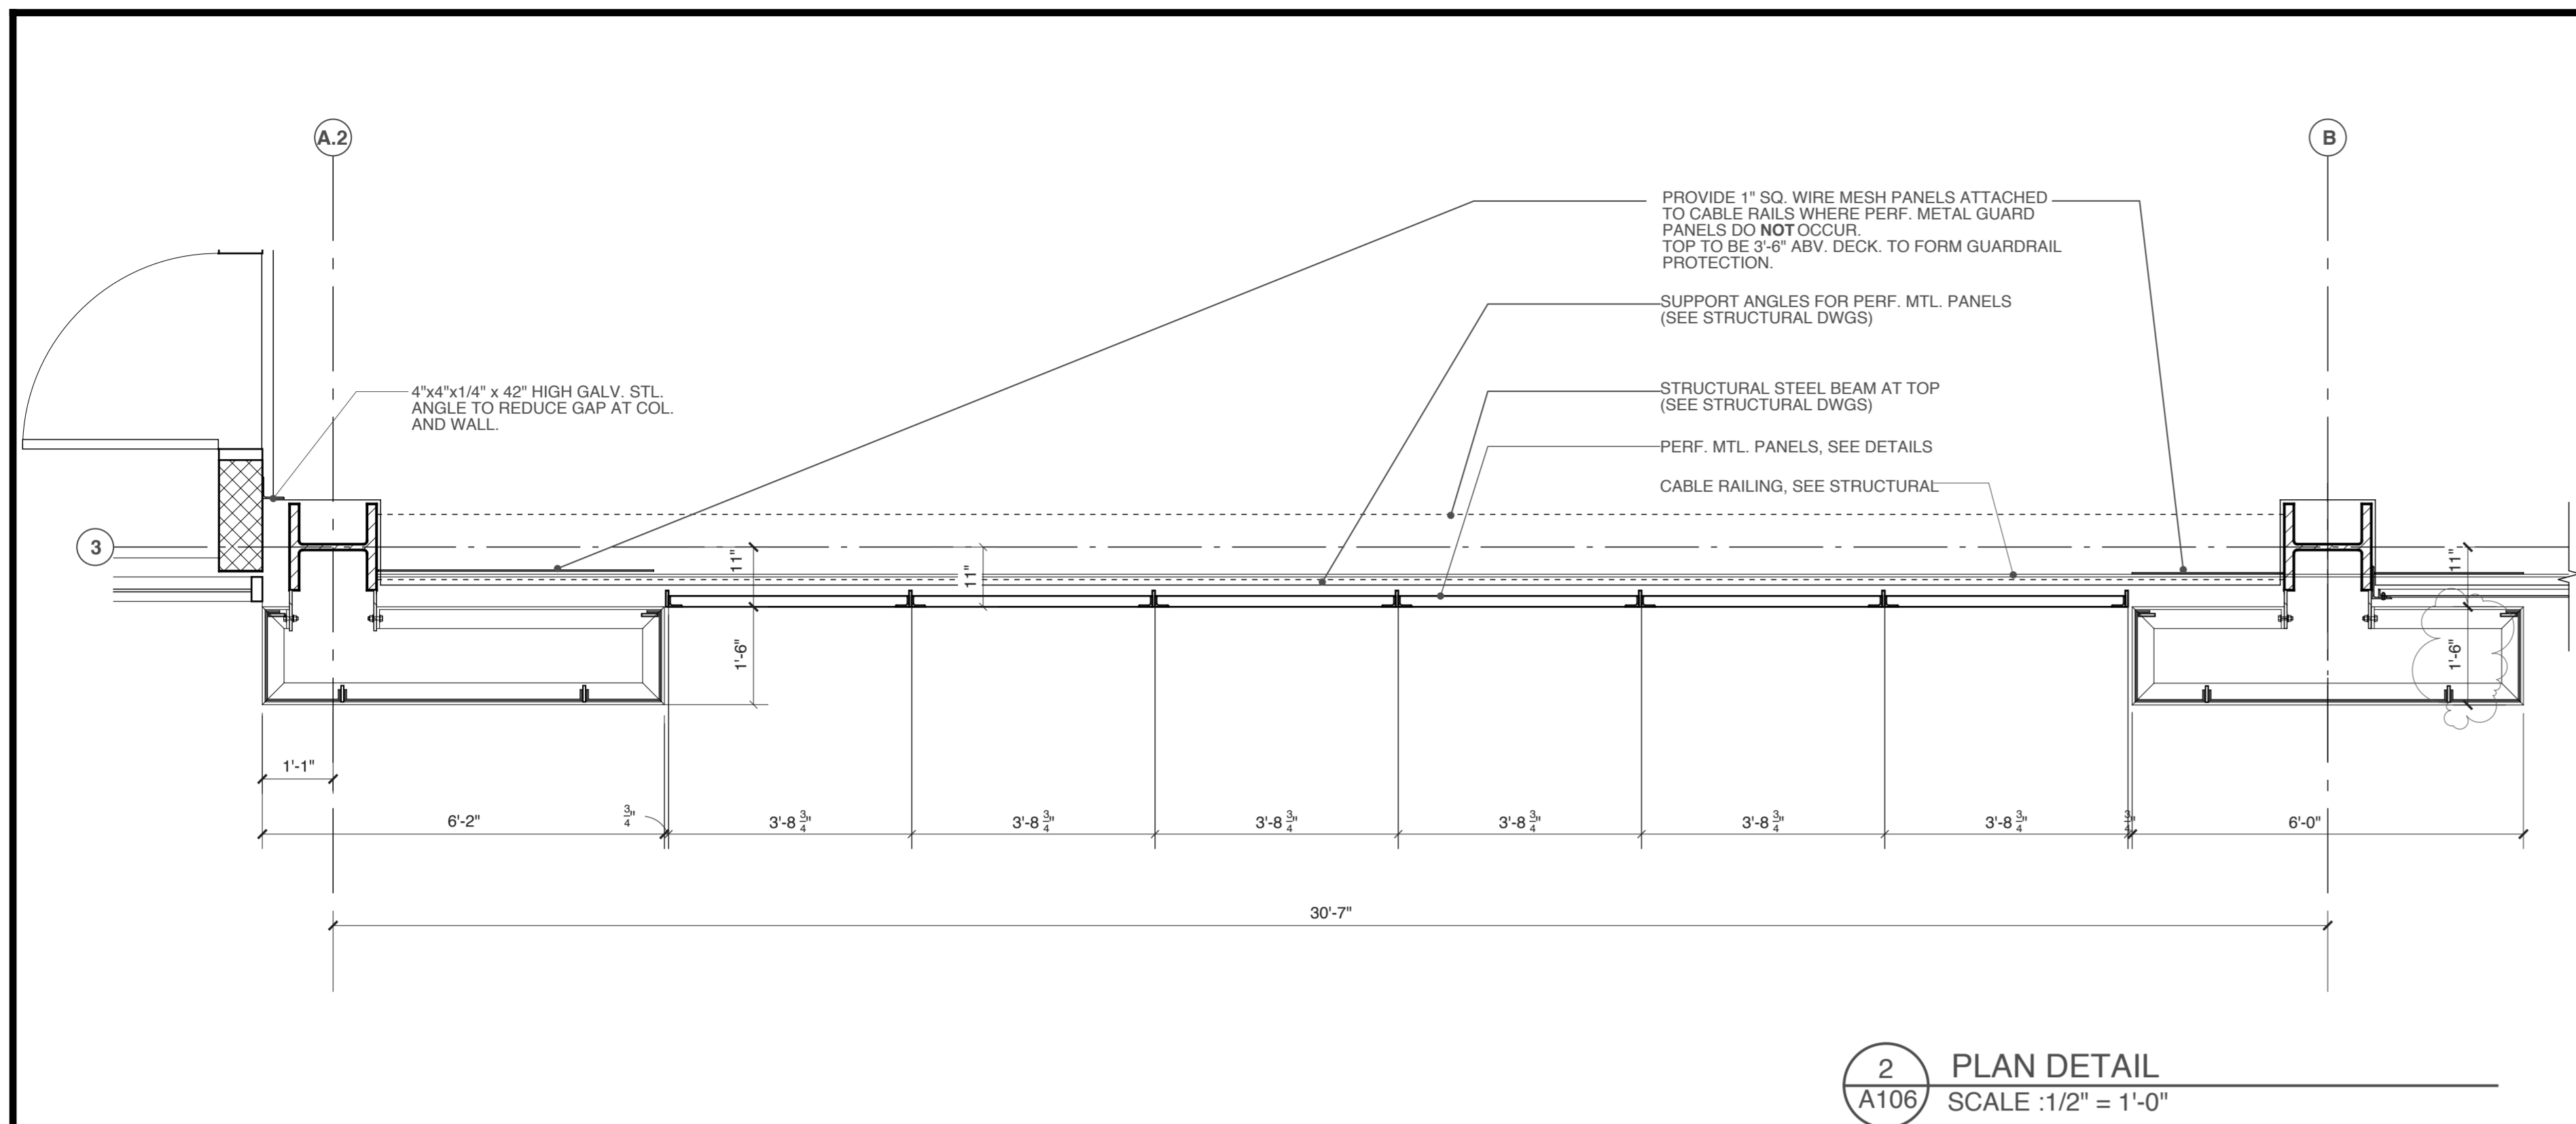 A.2
B
PROVIDE 1" SQ. WIRE MESH PANELS ATTACHED
TO CABLE RAILS WHERE PERF. METAL GUARD
PANELS DO NOT OCCUR.
TOP TO BE 3'-6" ABV. DECK. TO FORM GUARDRAIL
PROTECTION.
SUPPORT ANGLES FOR PERF. MTL. PANELS
(SEE STRUCTURAL DWGS)
4"x4"x1/4" x 42" HIGH GALV. STL.
ANGLE TO REDUCE GAP AT COL.
AND WALL.
STRUCTURAL STEEL BEAM AT TOP
(SEE STRUCTURAL DWGS)
PERF. MTL. PANELS, SEE DETAILS
CABLE RAILING, SEE STRUCTURAL
3
11"
11"
11"
1'-6"
1'-6"
1'-1"
6'-2"
3/4"
3'-8 3/4"
3'-8 3/4"
3'-8 3/4"
3'-8 3/4"
3'-8 3/4"
3'-8 3/4"
3/4"
6'-0"
30'-7"
2
A106
PLAN DETAIL
SCALE :1/2" = 1'-0"